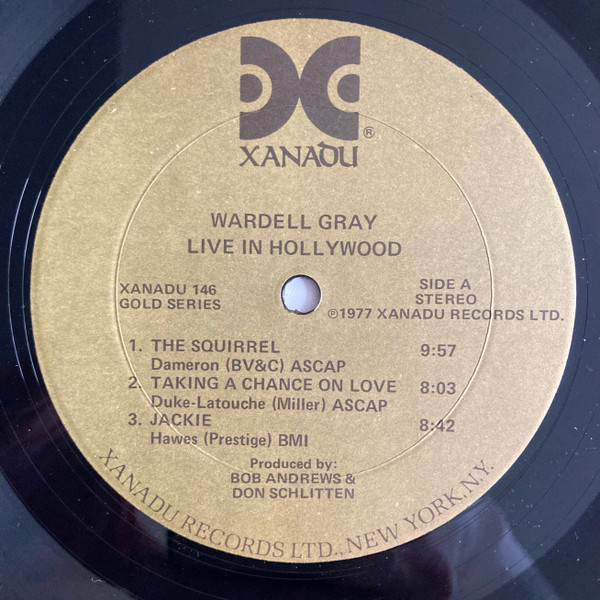 ®
XANADU
WARDELL GRAY
LIVE IN HOLLYWOOD
XANADU 146
GOLD SERIES
SIDE A
STEREO
℗1977 XANADU RECORDS LTD.
1. THE SQUIRREL 9:57
Dameron (BV&C) ASCAP
2. TAKING A CHANCE ON LOVE 8:03
Duke-Latouche (Miller) ASCAP
3. JACKIE 8:42
Hawes (Prestige) BMI
Produced by:
BOB ANDREWS &
DON SCHLITTEN
XANADU RECORDS LTD., NEW YORK, N.Y.